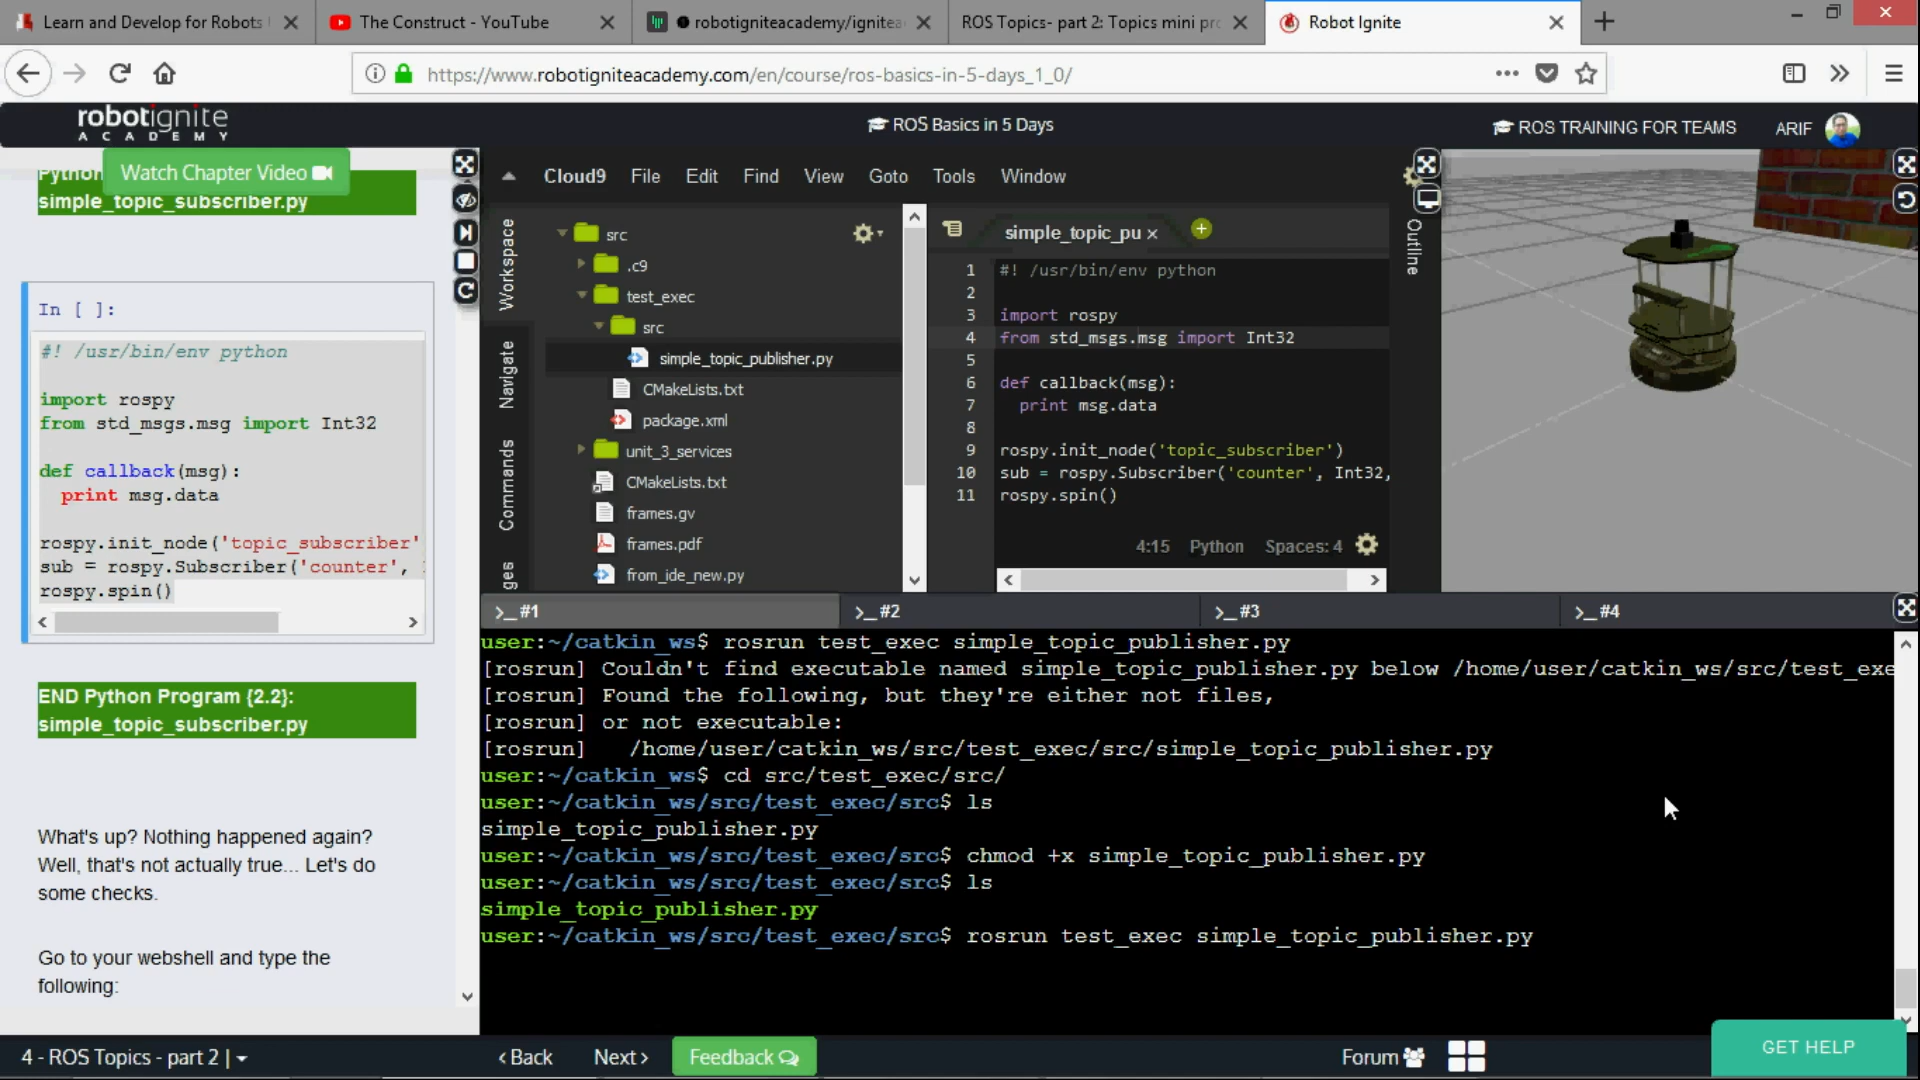 Learn and Develop for Robots
The Construct - YouTube
robotigniteacademy/ignitea
ROS Topics- part 2: Topics mini pr
Robot Ignite
https://www.robotigniteacademy.com/en/course/ros-basics-in-5-days_1_0/
robotignite
ACADEMY
ROS Basics in 5 Days
ROS TRAINING FOR TEAMS
ARIF
Python
Watch Chapter Video
simple_topic_subscriber.py
In [ ]:
#! /usr/bin/env python
import rospy
from std_msgs.msg import Int32
def callback(msg):
print msg.data
rospy.init_node('topic_subscriber'
sub = rospy.Subscriber('counter',
rospy.spin()
END Python Program {2.2}:
simple_topic_subscriber.py
What's up? Nothing happened again?
Well, that's not actually true... Let's do
some checks.
Go to your webshell and type the
following:
Cloud9 File Edit Find View Goto Tools Window
Workspace
Navigate
Commands
ges
src
.c9
test_exec
src
simple_topic_publisher.py
CMakeLists.txt
package.xml
unit_3_services
CMakeLists.txt
frames.gv
frames.pdf
from_ide_new.py
simple_topic_pu
Outline
1 #! /usr/bin/env python
2
3 import rospy
4 from std_msgs.msg import Int32
5
6 def callback(msg):
7 print msg.data
8
9 rospy.init_node('topic_subscriber')
10 sub = rospy.Subscriber('counter', Int32,
11 rospy.spin()
4:15 Python Spaces: 4
>_ #1
>_ #2
>_ #3
>_ #4
user:~/catkin_ws$ rosrun test_exec simple_topic_publisher.py
[rosrun] Couldn't find executable named simple_topic_publisher.py below /home/user/catkin_ws/src/test_exe
[rosrun] Found the following, but they're either not files,
[rosrun] or not executable:
[rosrun] /home/user/catkin_ws/src/test_exec/src/simple_topic_publisher.py
user:~/catkin_ws$ cd src/test_exec/src/
user:~/catkin_ws/src/test_exec/src$ ls
simple_topic_publisher.py
user:~/catkin_ws/src/test_exec/src$ chmod +x simple_topic_publisher.py
user:~/catkin_ws/src/test_exec/src$ ls
simple_topic_publisher.py
user:~/catkin_ws/src/test_exec/src$ rosrun test_exec simple_topic_publisher.py
4 - ROS Topics - part 2 |
‹ Back
Next ›
Feedback
Forum
GET HELP